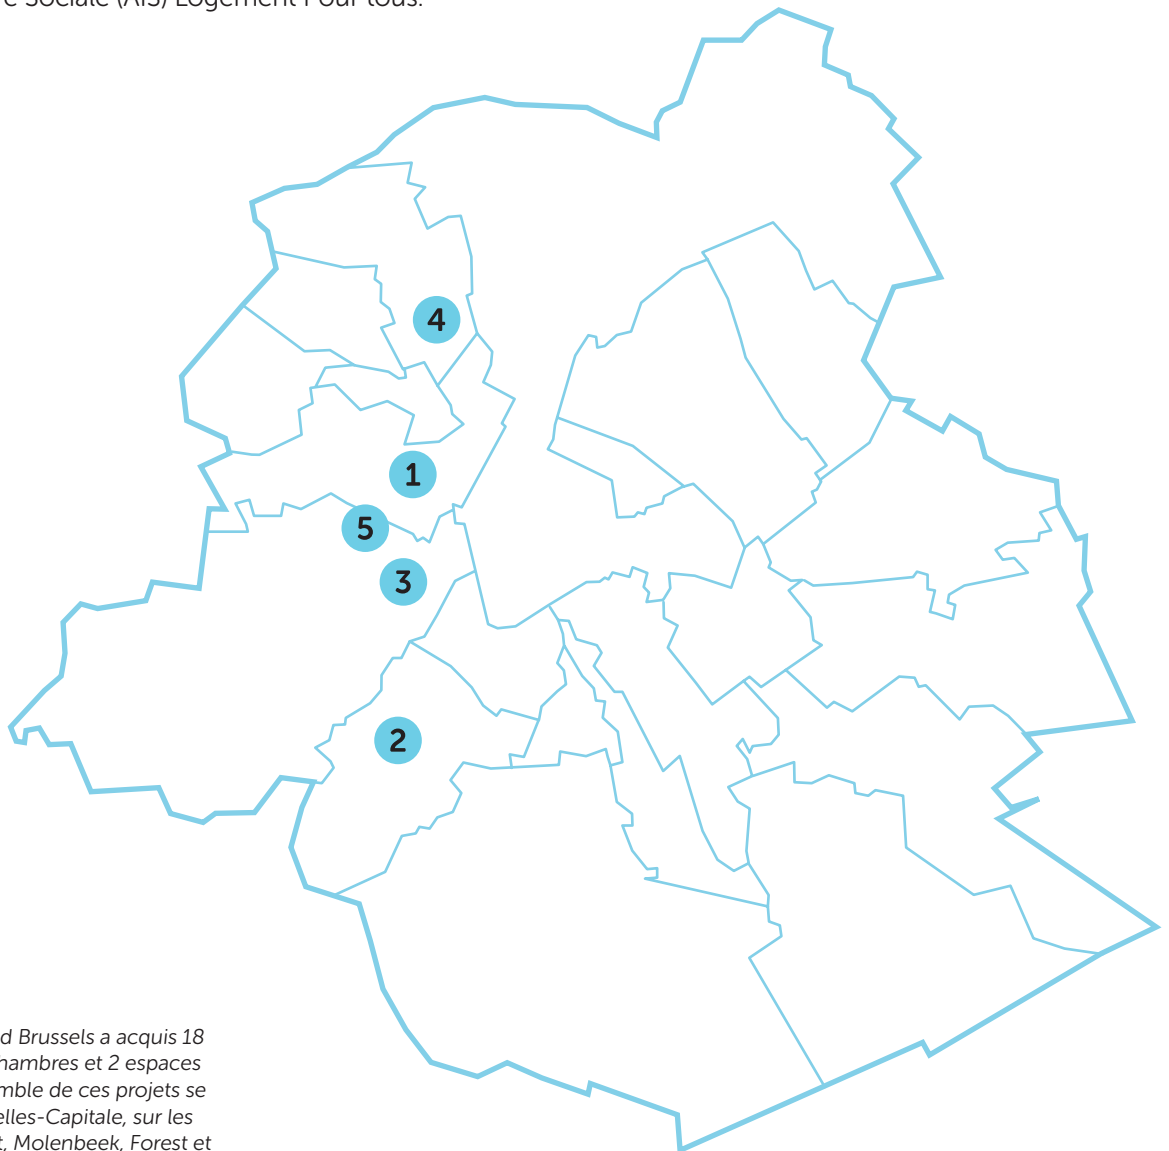 e Sociale (AIS) Logement Pour tous.
4
1
5
3
2
d Brussels a acquis 18
hambres et 2 espaces
mble de ces projets se
elles-Capitale, sur les
t, Molenbeek, Forest et